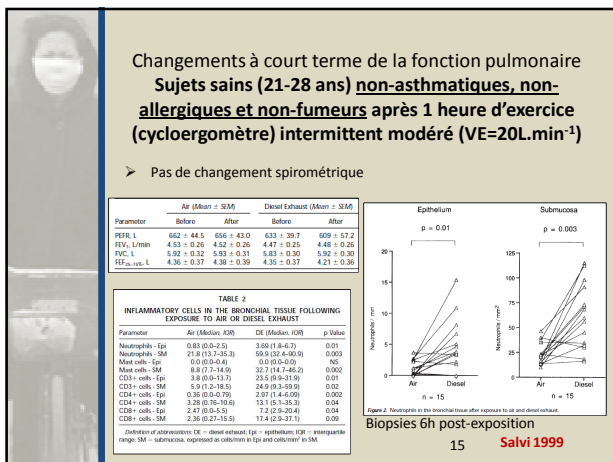 Changements à court terme de la fonction pulmonaire
Sujets sains (21-28 ans) non-asthmatiques, non-
allergiques et non-fumeurs après 1 heure d’exercice
(cycloergomètre) intermittent modéré (VE=20L.min-1)
➢ Pas de changement spirométrique
Air (Mean ± SEM) Diesel Exhaust (Mean ± SEM)
Parameter Before After Before After
PEFR, L 662 ± 44.5 656 ± 43.0 633 ± 39.7 609 ± 57.2
FEV1, L/min 4.53 ± 0.26 4.52 ± 0.26 4.47 ± 0.25 4.48 ± 0.26
FVC, L 5.92 ± 0.32 5.93 ± 0.31 5.83 ± 0.30 5.92 ± 0.30
FEF25–75%, L 4.36 ± 0.37 4.38 ± 0.39 4.35 ± 0.37 4.21 ± 0.36
TABLE 2
INFLAMMATORY CELLS IN THE BRONCHIAL TISSUE FOLLOWING
EXPOSURE TO AIR OR DIESEL EXHAUST
Parameter Air (Median, IQR) DE (Median, IQR) p Value
Neutrophils - Epi 0.83 (0.0–2.5) 3.69 (1.8–6.7) 0.01
Neutrophils - SM 21.8 (13.7–35.3) 59.9 (32.4–90.9) 0.003
Mast cells - Epi 0.0 (0.0–0.4) 0.0 (0.0–0.0) NS
Mast cells - SM 8.8 (7.7–14.9) 32.7 (14.7–46.2) 0.002
CD3+ cells - Epi 3.8 (0.0–13.7) 23.5 (9.9–21.9) 0.01
CD3+ cells - SM 5.9 (1.2–18.5) 24.9 (9.3–59.9) 0.02
CD4+ cells - Epi 0.36 (0.0–0.79) 2.97 (1.4–6.09) 0.002
CD4+ cells - SM 3.28 (0.76–10.6) 13.1 (5.1–35.3) 0.04
CD8+ cells - Epi 2.47 (0.0–5.5) 7.2 (2.9–20.4) 0.04
CD8+ cells - SM 2.36 (0.27–15.5) 17.4 (2.9–37.1) 0.09
Definition of abbreviations: DE = diesel exhaust; Epi = epithelium; IQR = interquartile
range; SM = submucosa, expressed as cells/mm in Epi and cells/mm2 in SM.
Epithelium Submucosa
p = 0.01 p = 0.003
Neutrophils / mm
20
15
10
5
0
Air Diesel
n = 15
Neutrophils / mm2
125
100
75
50
25
0
Air Diesel
n = 15
Figure 2. Neutrophils in the bronchial tissue after exposure to air and diesel exhaust.
Biopsies 6h post-exposition
15 Salvi 1999